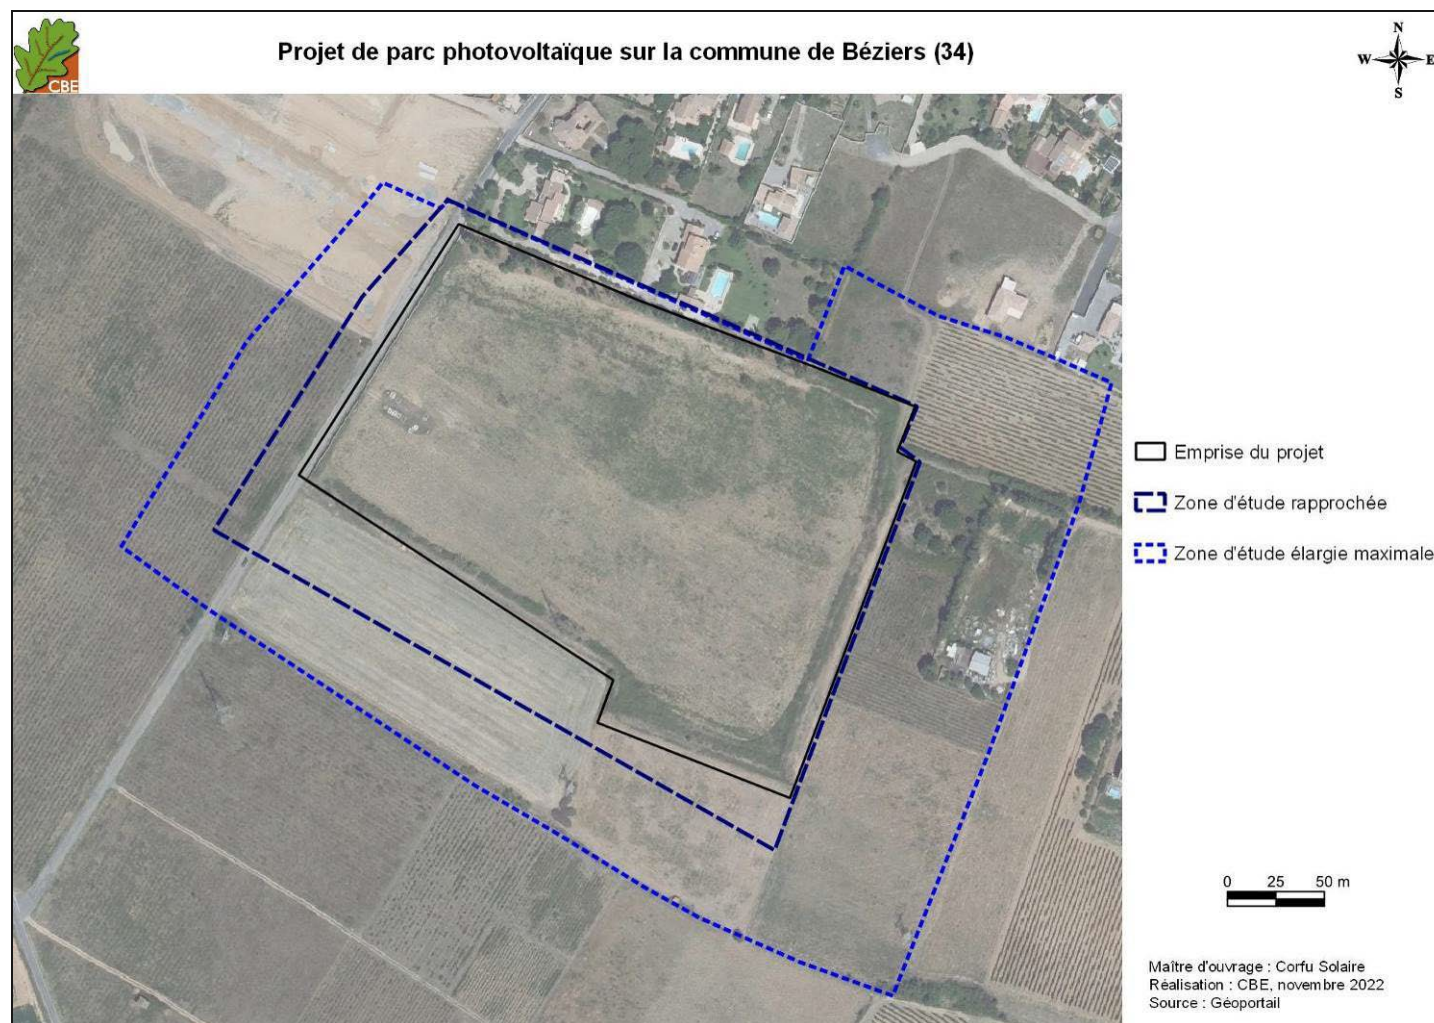 CBE
Projet de parc photovoltaïque sur la commune de Béziers (34)
N
W E
S
Emprise du projet
Zone d'étude rapprochée
Zone d'étude élargie maximale
0 25 50 m
Maître d'ouvrage : Corfu Solaire
Réalisation : CBE, novembre 2022
Source : Géoportail